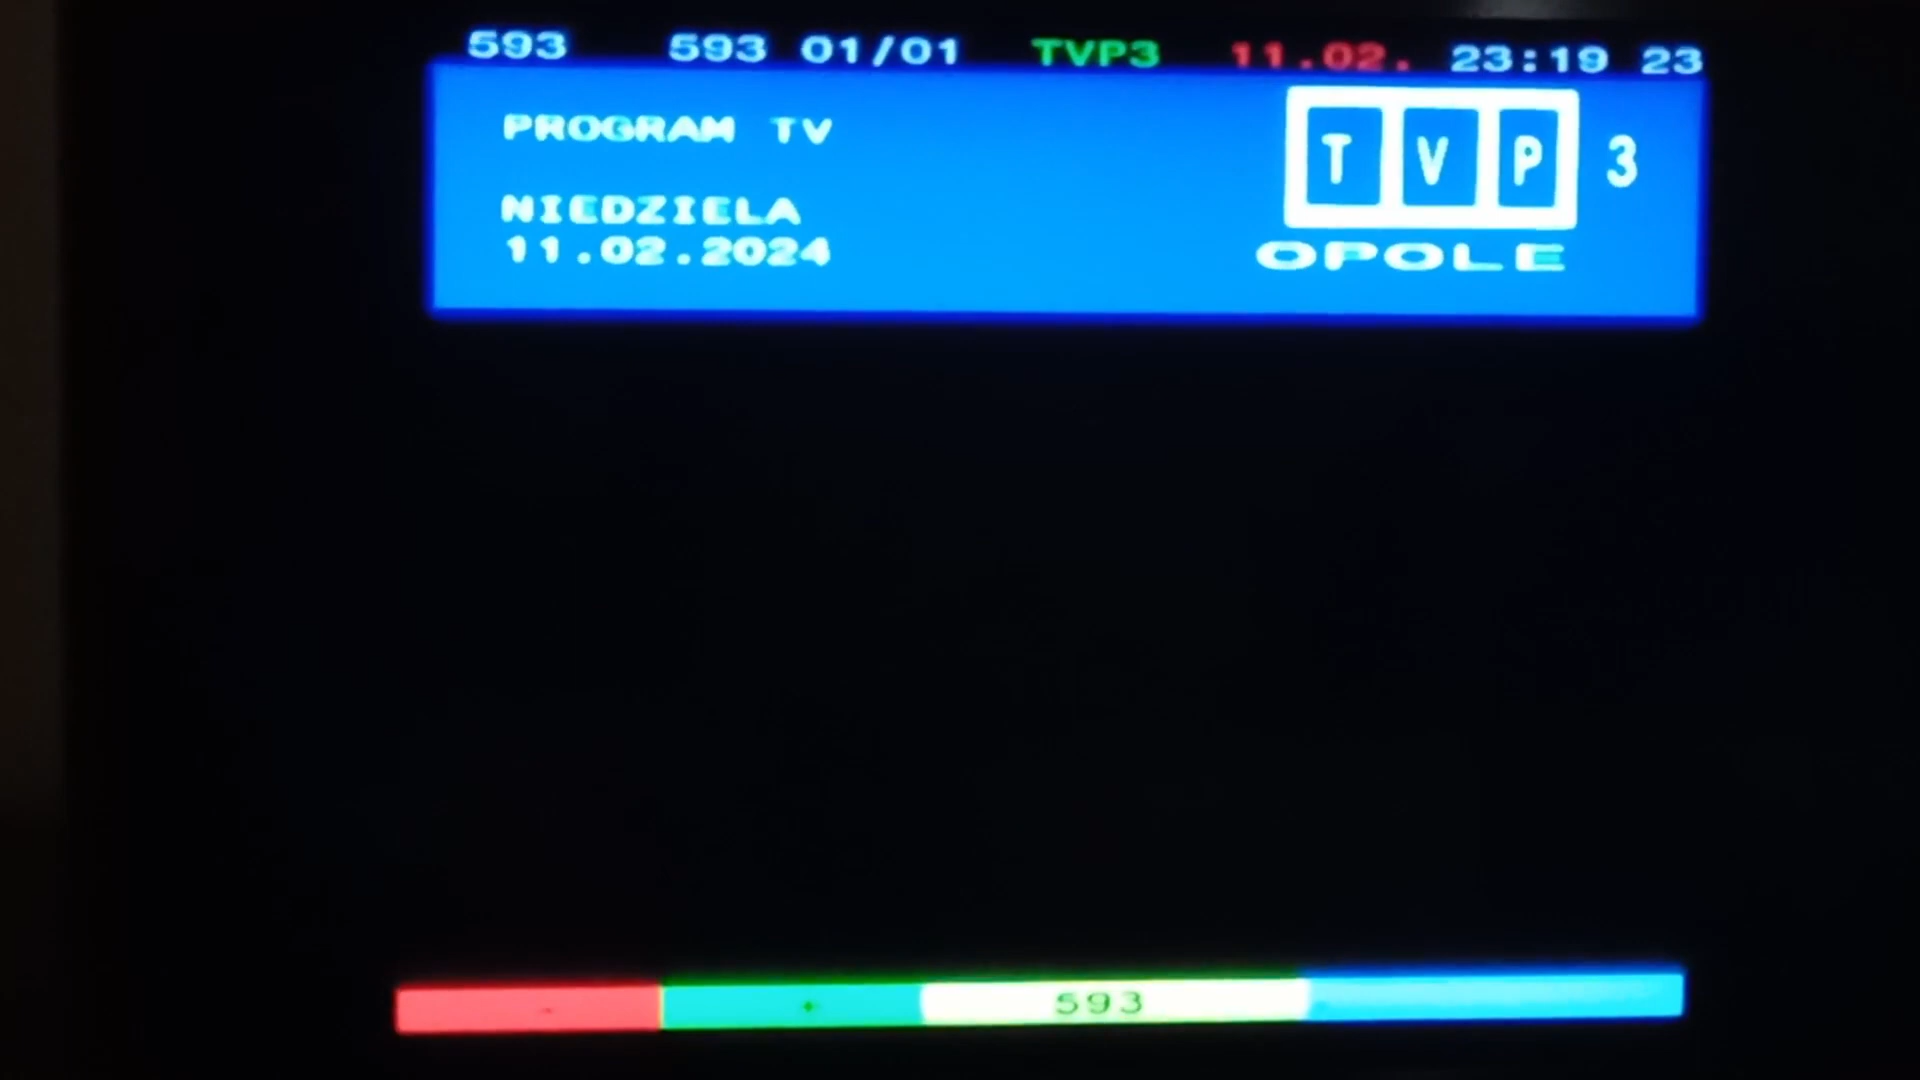 593 593 01/01 TVP3 11.02. 23:19 23
PROGRAM TV
TVP 3
NIEDZIELA
11.02.2024
OPOLE
- + 593